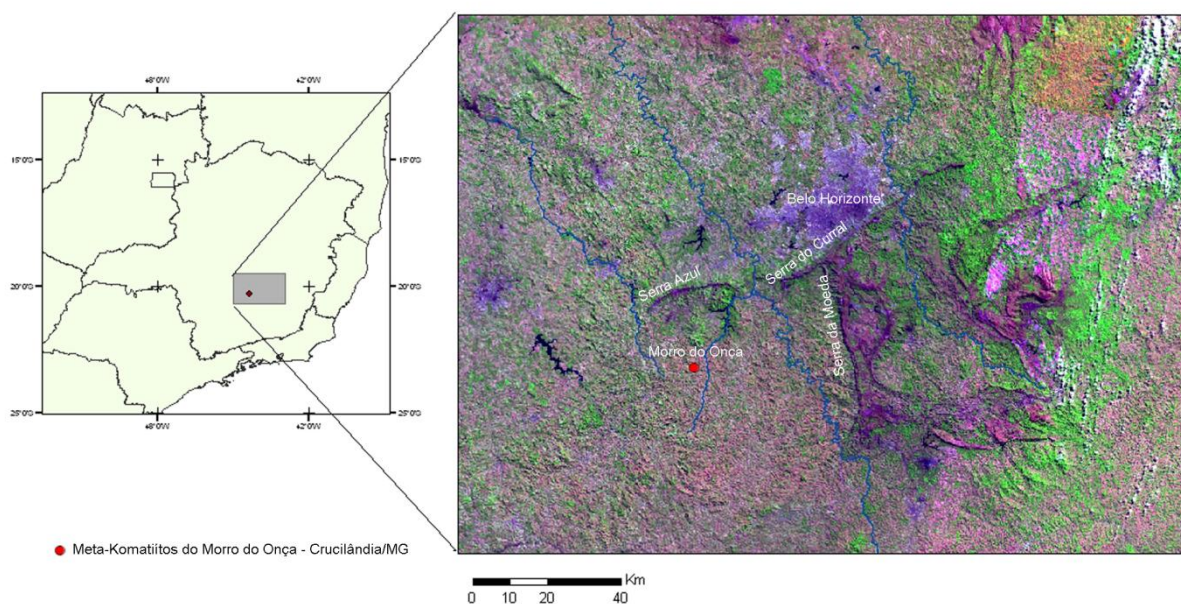 48°0'W
42°0'W
15°0'S
15°0'S
20°0'S
20°0'S
25°0'S
25°0'S
48°0'W
42°0'W
Belo Horizonte
Serra do Curral
Serra Azul
Serra da Moeda
Morro do Onça
Meta-Komatiitos do Morro do Onça - Crucilândia/MG
Km
0 10 20 40